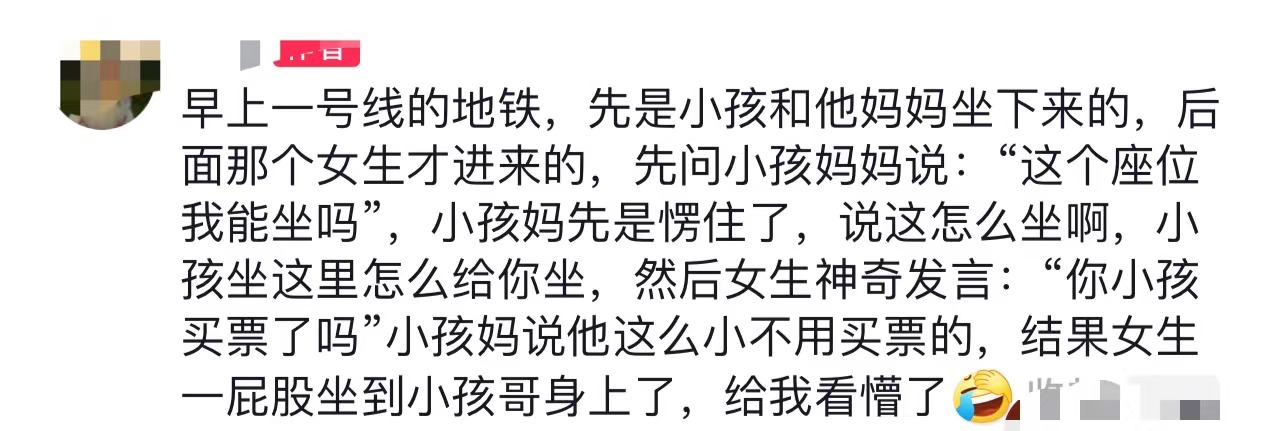 早上一号线的地铁，先是小孩和他妈妈坐下来的，后
面那个女生才进来的，先问小孩妈妈说：“这个座位
我能坐吗”，小孩妈先是愣住了，说这怎么坐啊，小
孩坐这里怎么给你坐，然后女生神奇发言：“你小孩
买票了吗”小孩妈说他这么小不用买票的，结果女生
一屁股坐到小孩哥身上了，给我看懵了